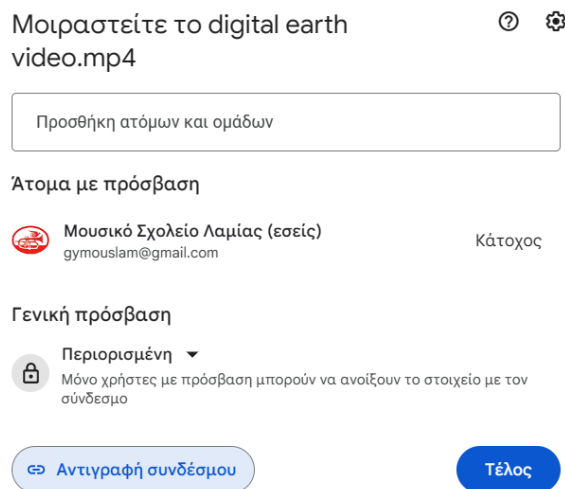 Μοιραστείτε το digital earth
video.mp4
Προσθήκη ατόμων και ομάδων
Άτομα με πρόσβαση
Μουσικό Σχολείο Λαμίας (εσείς)
gymouslam@gmail.com
Κάτοχος
Γενική πρόσβαση
Περιορισμένη
Μόνο χρήστες με πρόσβαση μπορούν να ανοίξουν το στοιχείο με τον
σύνδεσμο
Αντιγραφή συνδέσμου
Τέλος